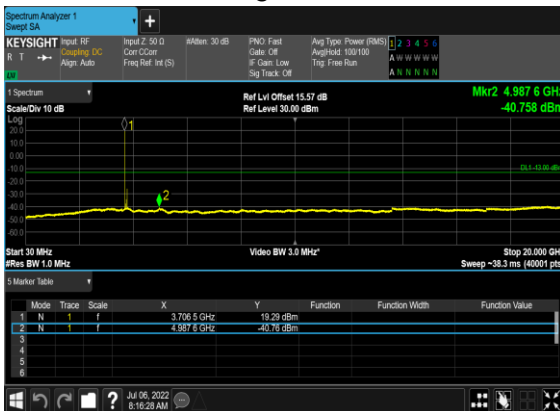 Spectrum Analyzer 1
Swept SA
+
KEYSIGHT Input: RF Input Z: 50 Ω #Atten: 30 dB PNO: Fast Avg Type: Power (RMS) 1 2 3 4 5 6
R T Coupling: DC Corr CCorr Gate: Off Avg|Hold: 100/100 A W W W W W
Align: Auto Freq Ref: Int (S) IF Gain: Low Trig: Free Run
LV Sig Track: Off A N N N N N
1 Spectrum Ref Lvl Offset 15.57 dB Mkr2 4.987 6 GHz
Scale/Div 10 dB Ref Level 30.00 dBm -40.758 dBm
Log
20.0
10.0
0.00
-10.0
-20.0
-30.0
-40.0
-50.0
-60.0
1
2
DL1 -13.00 dBm
Start 30 MHz Video BW 3.0 MHz* Stop 20.000 GHz
#Res BW 1.0 MHz Sweep ~38.3 ms (40001 pts)
5 Marker Table
Mode Trace Scale X Y Function Function Width Function Value
1 N 1 f 3.706 5 GHz 19.29 dBm
2 N 1 f 4.987 6 GHz -40.76 dBm
3
4
5
6
? Jul 06, 2022
8:16:28 AM